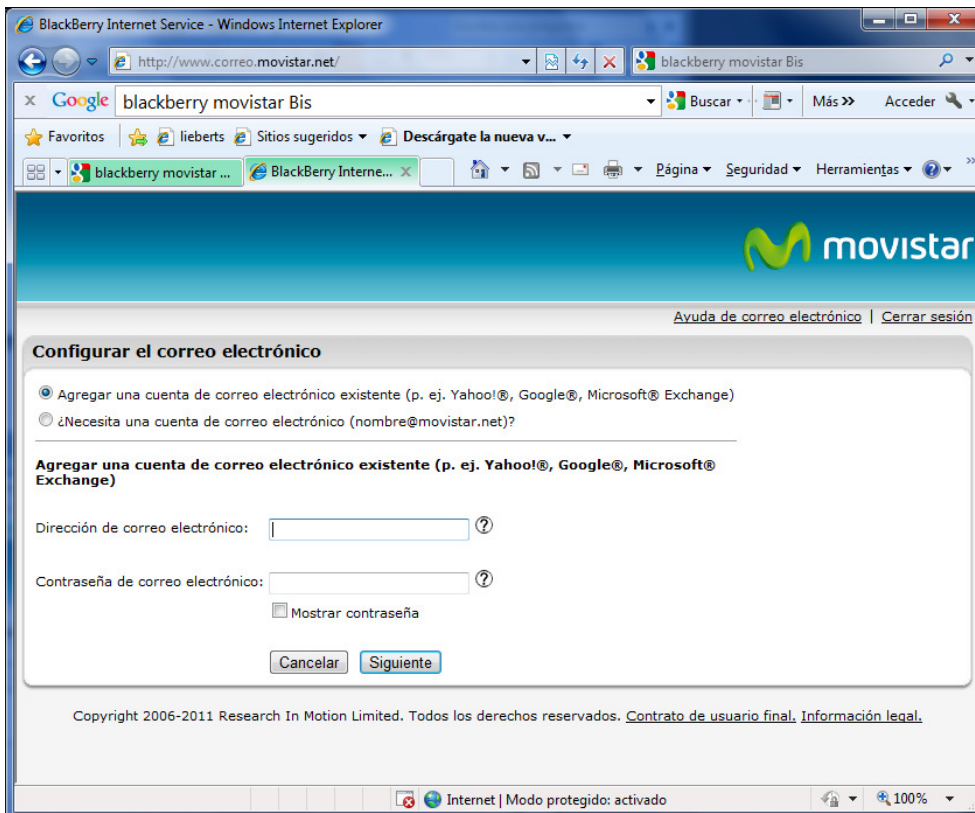 BlackBerry Internet Service - Windows Internet Explorer
http://www.correo.movistar.net/
blackberry movistar Bis
x Google blackberry movistar Bis Buscar Más >> Acceder
Favoritos lieberts Sitios sugeridos Descárgate la nueva v...
blackberry movistar ... BlackBerry Interne... X Página Seguridad Herramientas >>
movistar
Ayuda de correo electrónico | Cerrar sesión
Configurar el correo electrónico
Agregar una cuenta de correo electrónico existente (p. ej. Yahoo!®, Google®, Microsoft® Exchange)
¿Necesita una cuenta de correo electrónico (nombre@movistar.net)?
Agregar una cuenta de correo electrónico existente (p. ej. Yahoo!®, Google®, Microsoft®
Exchange)
Dirección de correo electrónico: ?
Contraseña de correo electrónico: ?
Mostrar contraseña
Cancelar Siguiente
Copyright 2006-2011 Research In Motion Limited. Todos los derechos reservados. Contrato de usuario final. Información legal.
Internet | Modo protegido: activado 100%